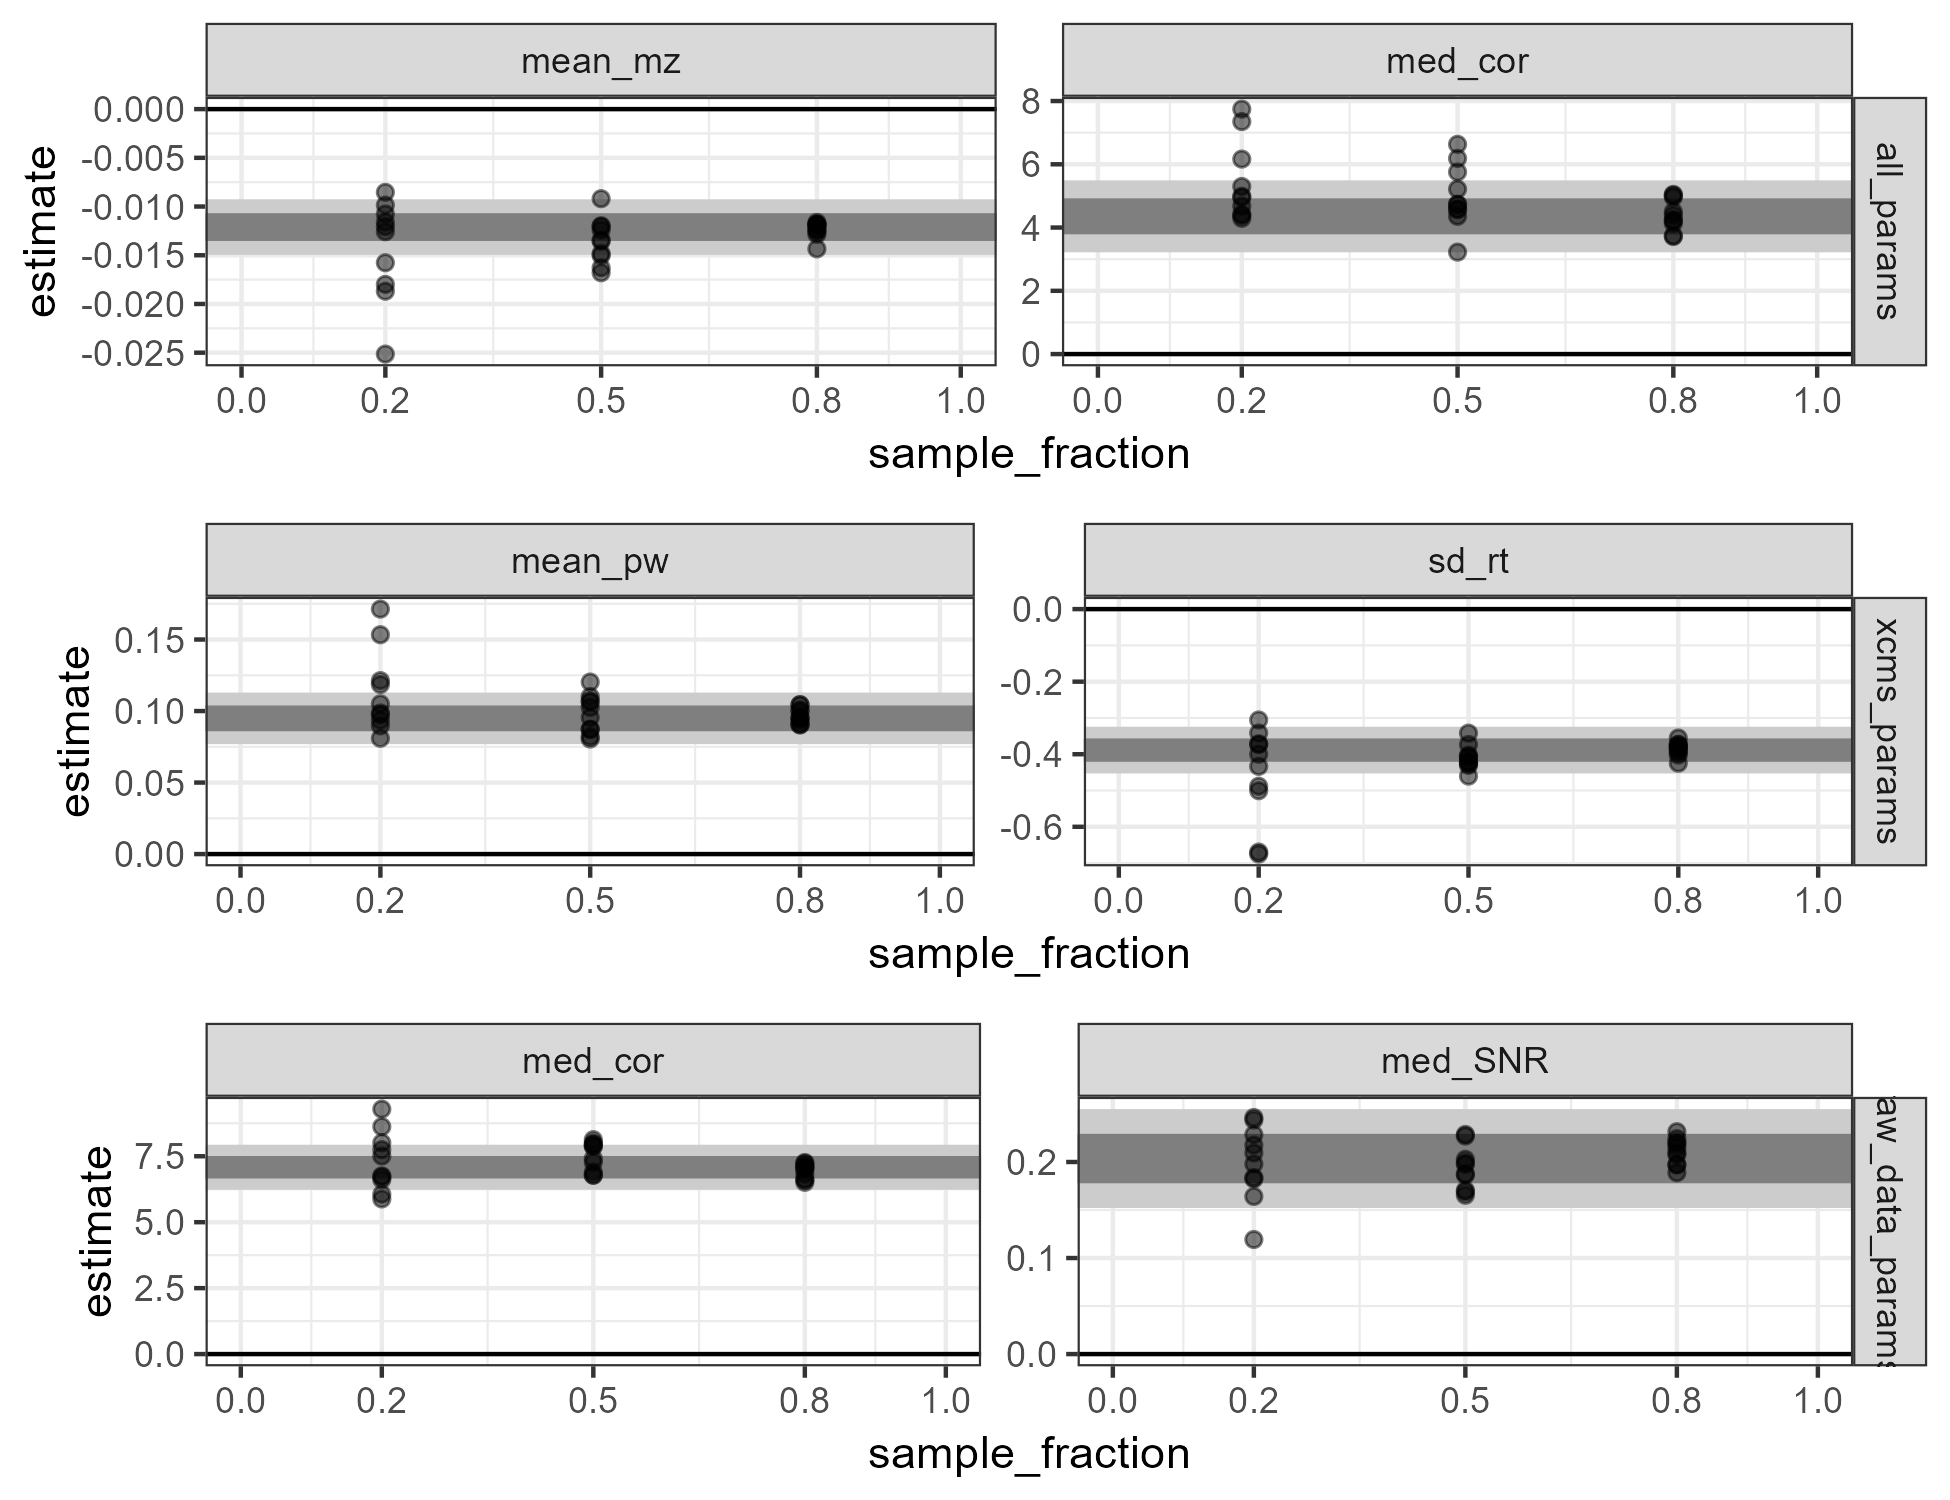 mean_mz
med_cor
0.000
-0.005
-0.010
-0.015
-0.020
-0.025
estimate
8
6
4
2
0
all_params
0.0 0.2 0.5 0.8 1.0
0.0 0.2 0.5 0.8 1.0
sample_fraction
mean_pw
sd_rt
0.15
0.10
0.05
0.00
estimate
0.0
-0.2
-0.4
-0.6
xcms_params
0.0 0.2 0.5 0.8 1.0
0.0 0.2 0.5 0.8 1.0
sample_fraction
med_cor
med_SNR
7.5
5.0
2.5
0.0
estimate
0.2
0.1
0.0
aw_data_params
0.0 0.2 0.5 0.8 1.0
0.0 0.2 0.5 0.8 1.0
sample_fraction